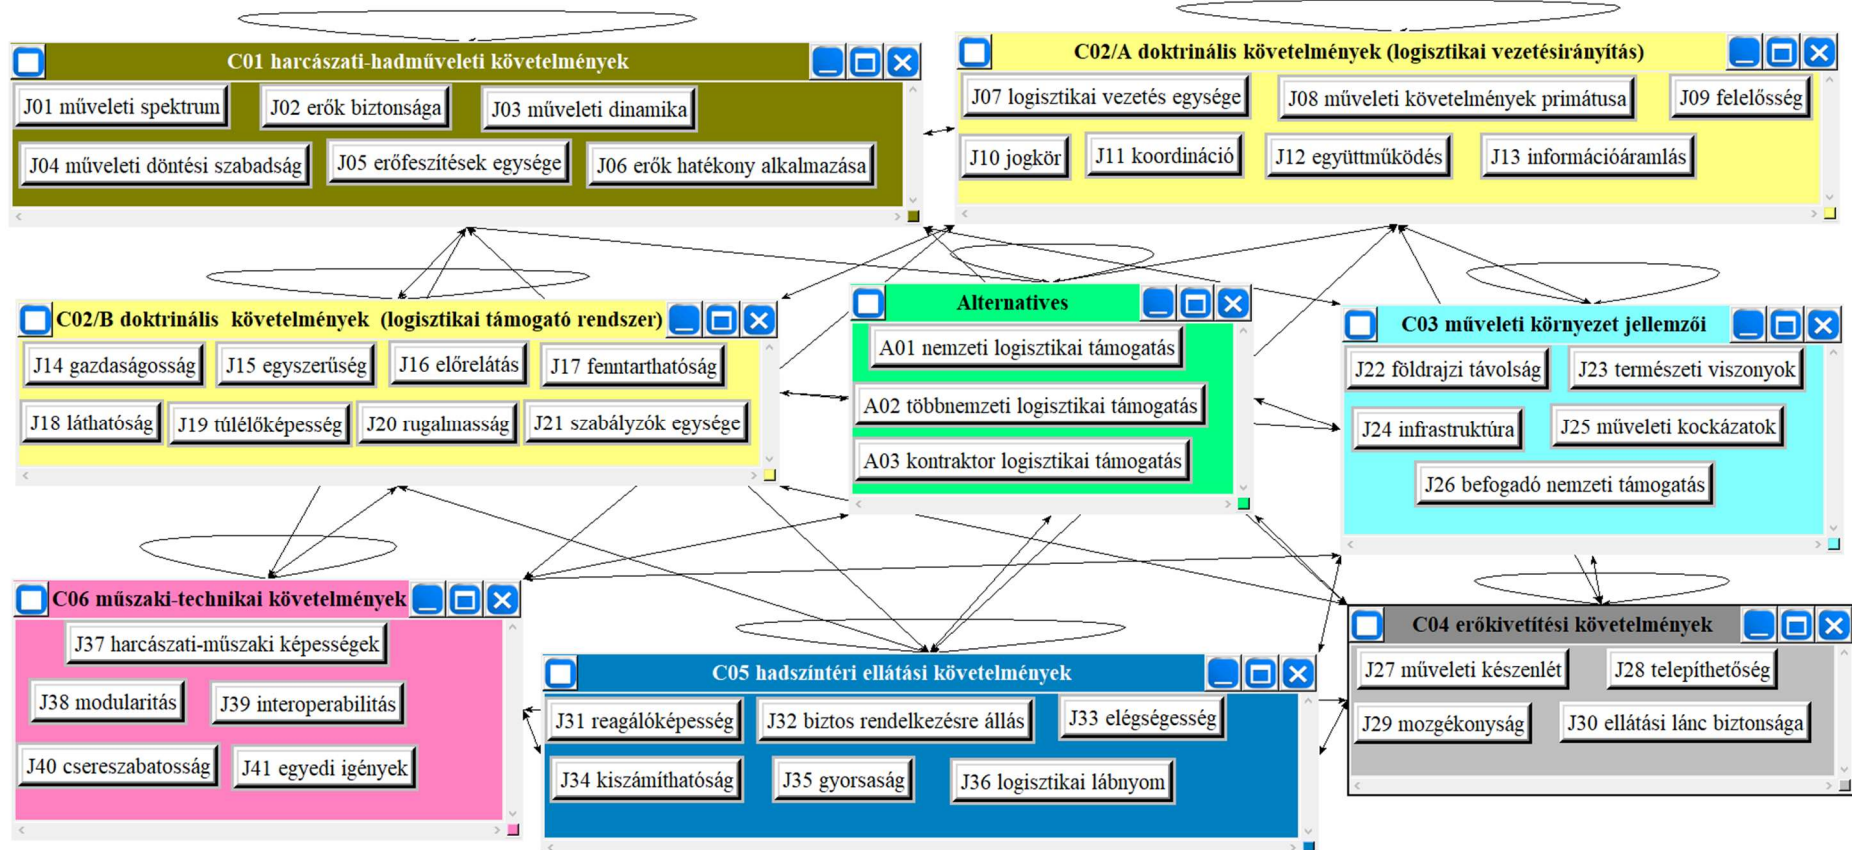 C01 harcászati-hadműveleti követelmények
J01 műveleti spektrum
J02 erők biztonsága
J03 műveleti dinamika
J04 műveleti döntési szabadság
J05 erőfeszítések egysége
J06 erők hatékony alkalmazása
C02/A doktrinális követelmények (logisztikai vezetésirányítás)
J07 logisztikai vezetés egysége
J08 műveleti követelmények primátusa
J09 felelősség
J10 jogkör
J11 koordináció
J12 együttműködés
J13 információáramlás
C02/B doktrinális követelmények (logisztikai támogató rendszer)
J14 gazdaságosság
J15 egyszerűség
J16 előrelátás
J17 fenntarthatóság
J18 láthatóság
J19 túlélőképesség
J20 rugalmasság
J21 szabályzók egysége
Alternatives
A01 nemzeti logisztikai támogatás
A02 többnemzeti logisztikai támogatás
A03 kontraktor logisztikai támogatás
C03 műveleti környezet jellemzői
J22 földrajzi távolság
J23 természeti viszonyok
J24 infrastruktúra
J25 műveleti kockázatok
J26 befogadó nemzeti támogatás
C06 műszaki-technikai követelmények
J37 harcászati-műszaki képességek
J38 modularitás
J39 interoperabilitás
J40 csereszabatosság
J41 egyedi igények
C05 hadszíntéri ellátási követelmények
J31 reagálóképesség
J32 biztos rendelkezésre állás
J33 elégségesség
J34 kiszámíthatóság
J35 gyorsaság
J36 logisztikai lábnyom
C04 erőkivetítési követelmények
J27 műveleti készenlét
J28 telepíthetőség
J29 mozgékonyság
J30 ellátási lánc biztonsága